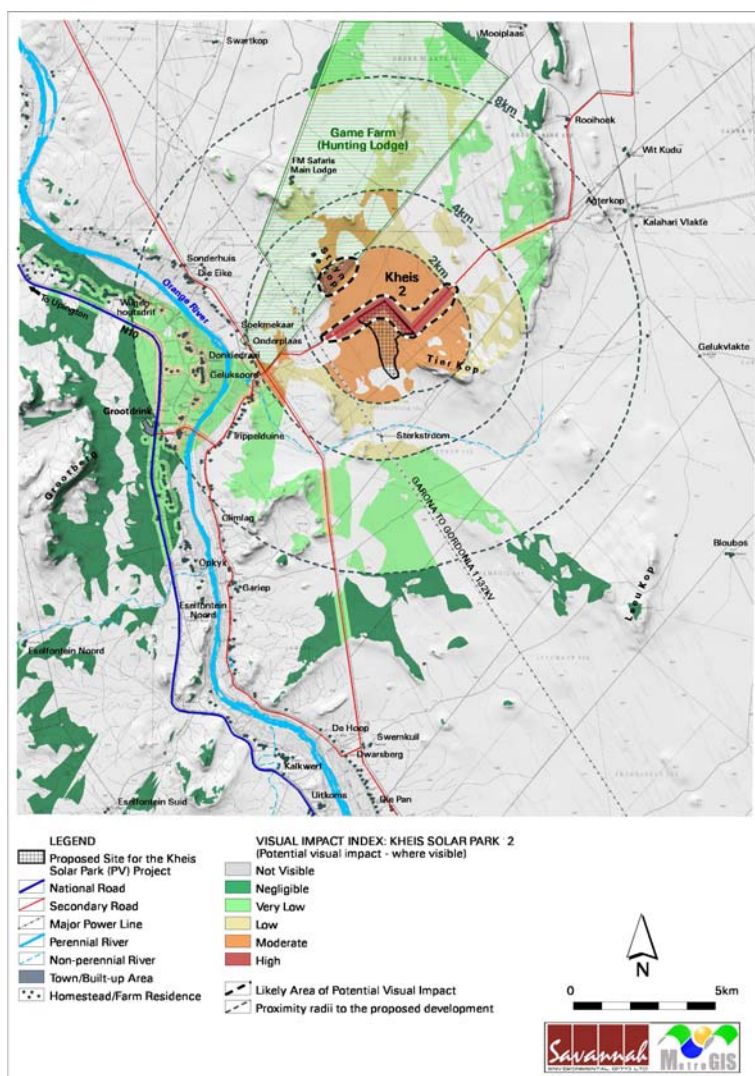 Swartkop
Mooiplaas
8km
Rooihoek
Game Farm
(Hunting Lodge)
Wit Kudu
FM Safaris
Main Lodge
Agterkop
4km
Kalahari Vlakte
Sonderhuis
Die Eike
Kheis
2
2km
Orange River
To Upington
N10
Soekmekaar
Onderplaas
Donkiedraai
Geluksoord
Tier Kop
Gelukvlakte
Grootdrink
Trippelduine
Sterkstroom
Grootberg
GARONA TO GORDONIA 1 132kV
Glimlag
Bloubos
Opkyk
Gariep
Leeu Kop
Eselfontein
Noord
Eselfontein Noord
De Hoop
Swemkuil
Dwarsberg
Kalkwerf
Eselfontein Suid
Uitkoms
Die Pan
LEGEND
Proposed Site for the Kheis
Solar Park (PV) Project
National Road
Secondary Road
Major Power Line
Perennial River
Non-perennial River
Town/Built-up Area
Homestead/Farm Residence
VISUAL IMPACT INDEX: KHEIS SOLAR PARK 2
(Potential visual impact - where visible)
Not Visible
Negligible
Very Low
Low
Moderate
High
Likely Area of Potential Visual Impact
Proximity radii to the proposed development
N
0 5km
Savannah
ENVIRONMENTAL (PTY) LTD
MetroGIS